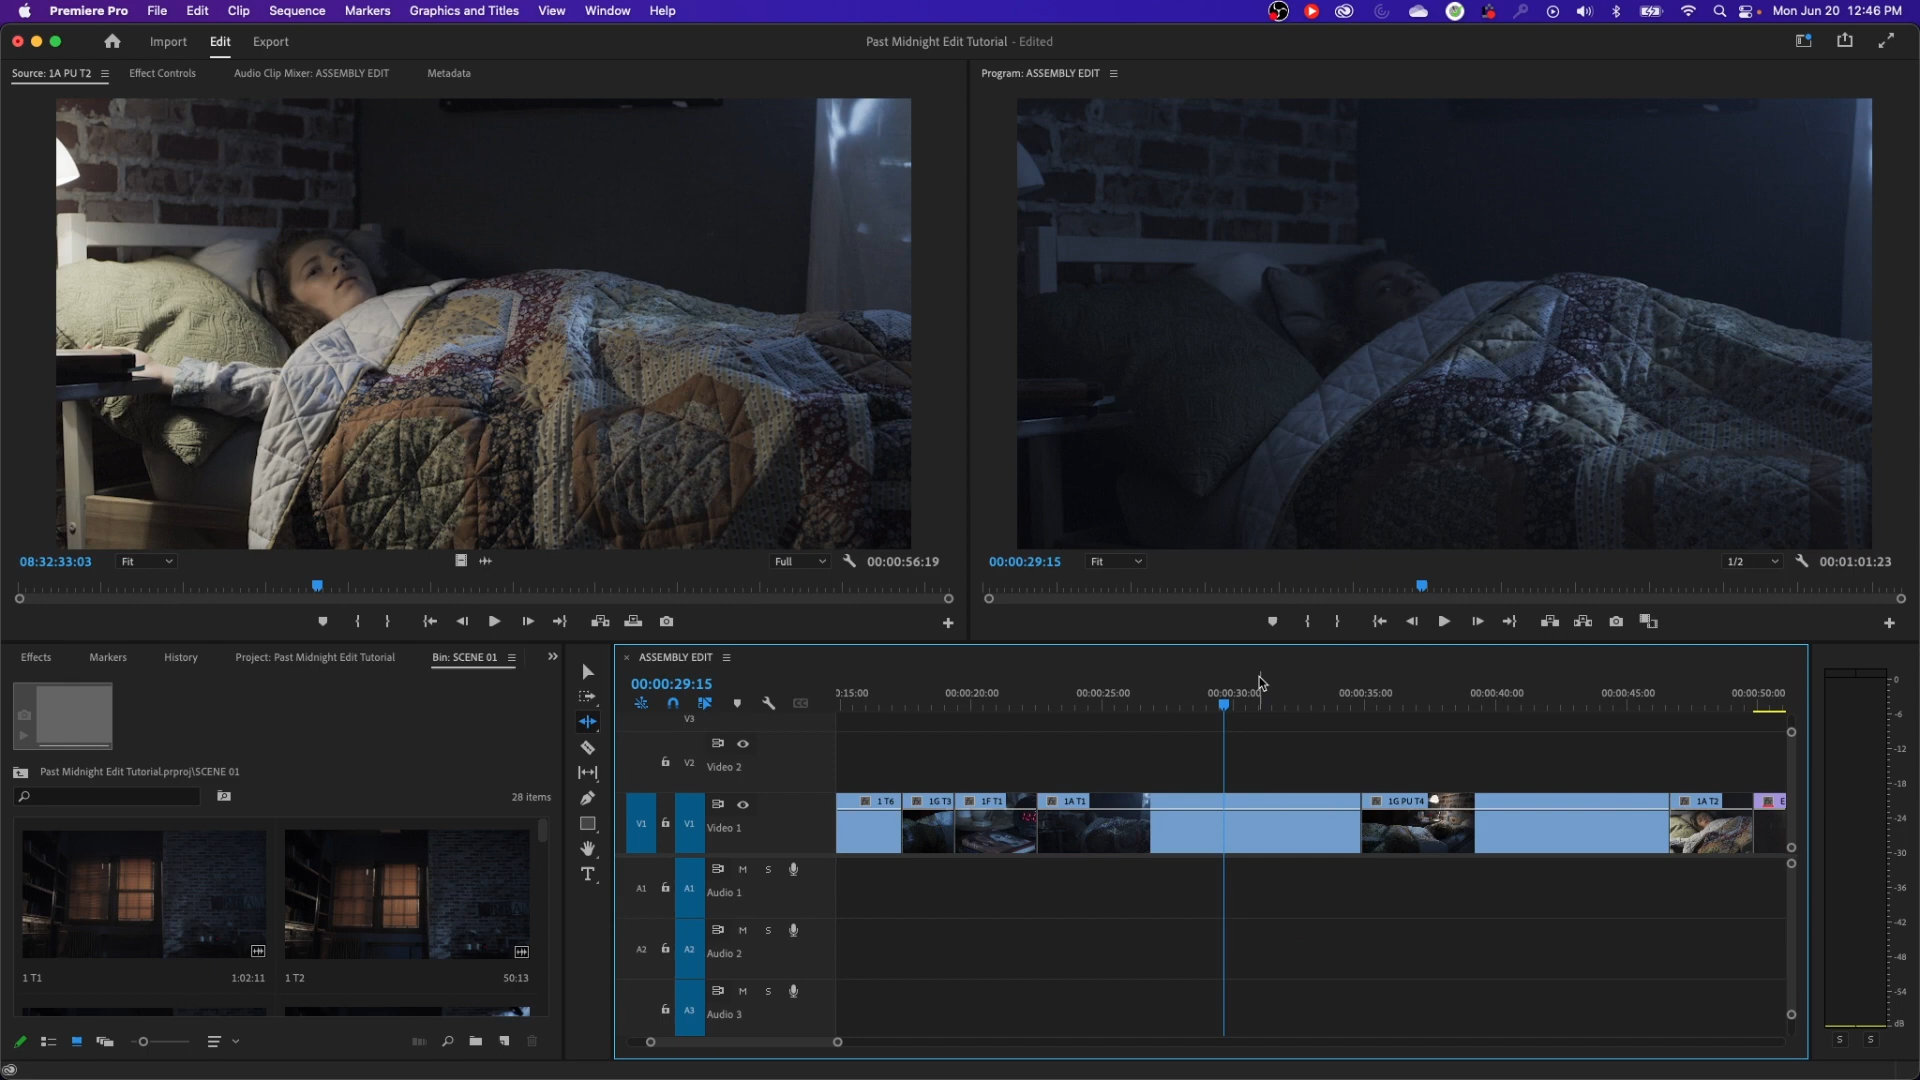 Premiere Pro File Edit Clip Sequence Markers Graphics and Titles View Window Help Mon Jun 20 12:46 PM
Import Edit Export Past Midnight Edit Tutorial - Edited
Source: 1A PU T2 Effect Controls Audio Clip Mixer: ASSEMBLY EDIT Metadata
Program: ASSEMBLY EDIT
08:32:33:03 Fit Full 00:00:56:19
00:00:29:15 Fit 1/2 00:01:01:23
Effects Markers History Project: Past Midnight Edit Tutorial Bin: SCENE 01
Past Midnight Edit Tutorial.prproj\SCENE 01
28 items
1 T1 1:02:11
1 T2 50:13
ASSEMBLY EDIT
00:00:29:15
:15:00 00:00:20:00 00:00:25:00 00:00:30:00 00:00:35:00 00:00:40:00 00:00:45:00 00:00:50:00
V3
V2 Video 2
1 T6 1G T3 1F T1 1A T1 1G PU T4 1A T2 E
V1 V1 Video 1
M S
A1 A1 Audio 1
M S
A2 A2 Audio 2
M S
A3 Audio 3
0
-6
-12
-18
-24
-30
-36
-42
-48
-54
dB
S S